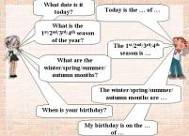 What date is it
today?
Today is the ... of ...
What is the
1st/2nd/3rd/4th season
of the year?
The 1st/2nd/3rd/4th
season is ...
What are the
winter/spring/summer/
autumn months?
The winter/spring/summer/
autumn months are ...
When is your birthday?
My birthday is on the ...
of ...